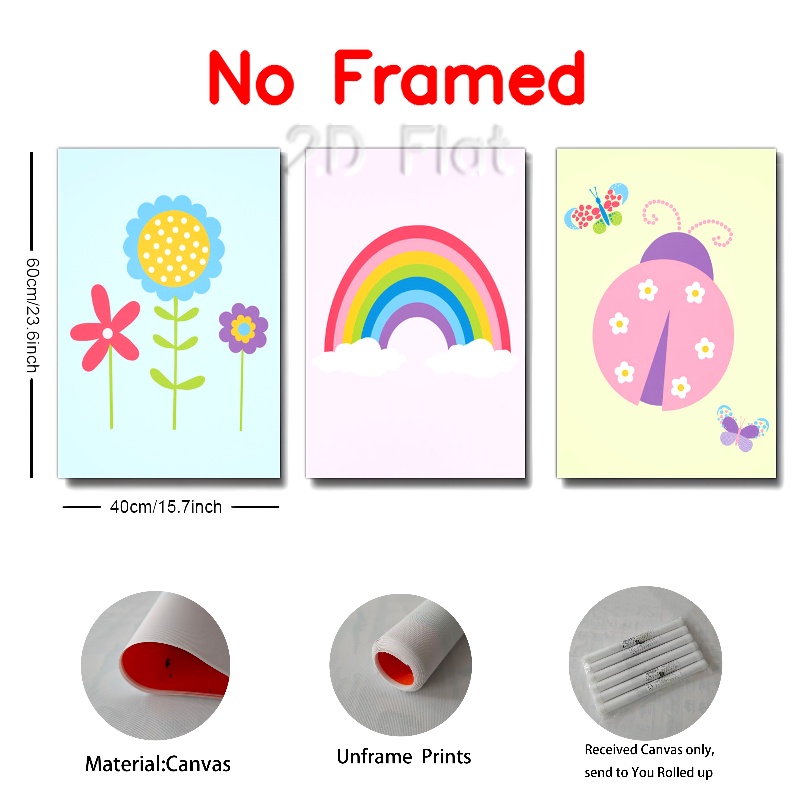 No Framed
2D Flat
60cm/23.6inch
40cm/15.7inch
Material:Canvas
Unframe Prints
Received Canvas only,
send to You Rolled up